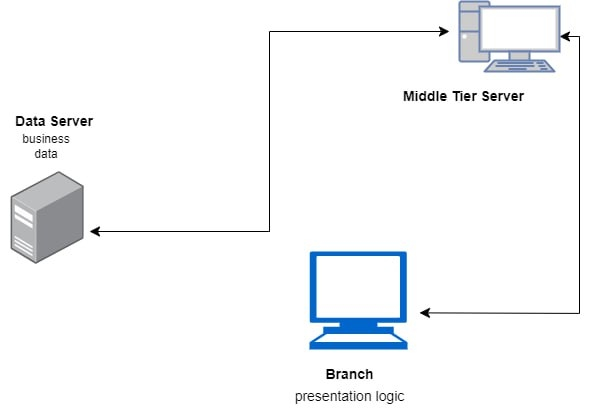 Middle Tier Server
Data Server
business
data
Branch
presentation logic